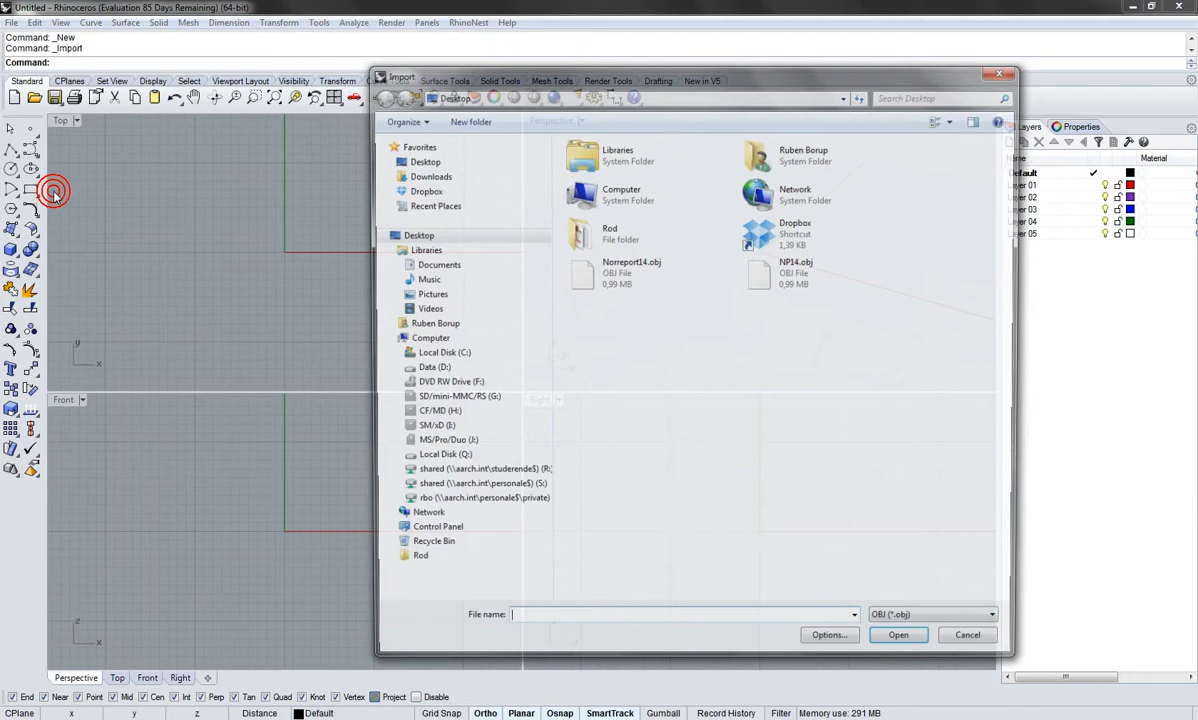 Untitled - Rhinoceros (Evaluation 85 Days Remaining) (64-bit)
File Edit View Curve Surface Solid Mesh Dimension Transform Tools Analyze Render Panels RhinoNest Help
Command: _New
Command: _Import
Command:
Standard CPlanes Set View Display Select Viewport Layout Visibility Transform Tools Surface Tools Solid Tools Mesh Tools Render Tools Drafting New in V5
Import
Desktop
Search Desktop
Top
Perspective
Organize New folder
Layers Properties
Name Material
Default
Layer 01
Layer 02
Layer 03
Layer 04
Layer 05
Favorites
Desktop
Downloads
Dropbox
Recent Places
Desktop
Libraries
Documents
Music
Pictures
Videos
Ruben Borup
Computer
Local Disk (C:)
Data (D:)
DVD RW Drive (F:)
SD/mini-MMC/RS (G:)
CF/MD (H:)
SM/xD (I:)
MS/Pro/Duo (J:)
Local Disk (Q:)
shared (\\aarch.int\studerende$) (R:)
shared (\\aarch.int\personale$) (S:)
rbo (\\aarch.int\personale$\private)
Network
Control Panel
Recycle Bin
Rod
Libraries
System Folder
Ruben Borup
System Folder
Computer
System Folder
Network
System Folder
Rod
File folder
Dropbox
Shortcut
1,39 KB
Norreport14.obj
OBJ File
0,99 MB
NP14.obj
OBJ File
0,99 MB
y
x
Front
Right
z
y
File name:
OBJ (*.obj)
Options... Open Cancel
Perspective Top Front Right
End Near Point Mid Cen Int Perp Tan Quad Knot Vertex Project Disable
CPlane x y z Distance Default Grid Snap Ortho Planar Osnap SmartTrack Gumball Record History Filter Memory use: 291 MB